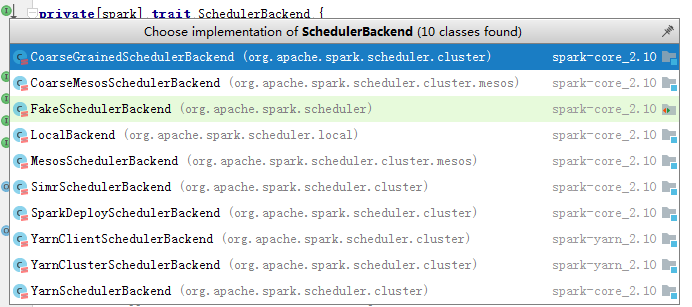 private[spark] trait SchedulerBackend {
Choose implementation of SchedulerBackend (10 classes found)
CoarseGrainedSchedulerBackend (org.apache.spark.scheduler.cluster) spark-core_2.10
CoarseMesosSchedulerBackend (org.apache.spark.scheduler.cluster.mesos) spark-core_2.10
FakeSchedulerBackend (org.apache.spark.scheduler) spark-core_2.10
LocalBackend (org.apache.spark.scheduler.local) spark-core_2.10
MesosSchedulerBackend (org.apache.spark.scheduler.cluster.mesos) spark-core_2.10
SimrSchedulerBackend (org.apache.spark.scheduler.cluster) spark-core_2.10
SparkDeploySchedulerBackend (org.apache.spark.scheduler.cluster) spark-core_2.10
YarnClientSchedulerBackend (org.apache.spark.scheduler.cluster) spark-yarn_2.10
YarnClusterSchedulerBackend (org.apache.spark.scheduler.cluster) spark-yarn_2.10
YarnSchedulerBackend (org.apache.spark.scheduler.cluster) spark-core_2.10